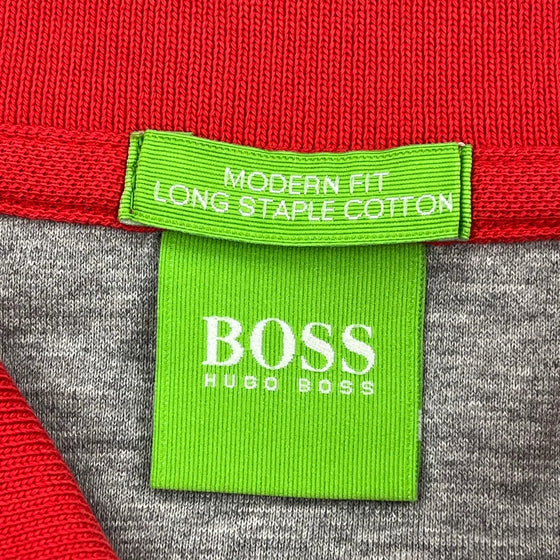 MODERN FIT
LONG STAPLE COTTON
BOSS
HUGO BOSS